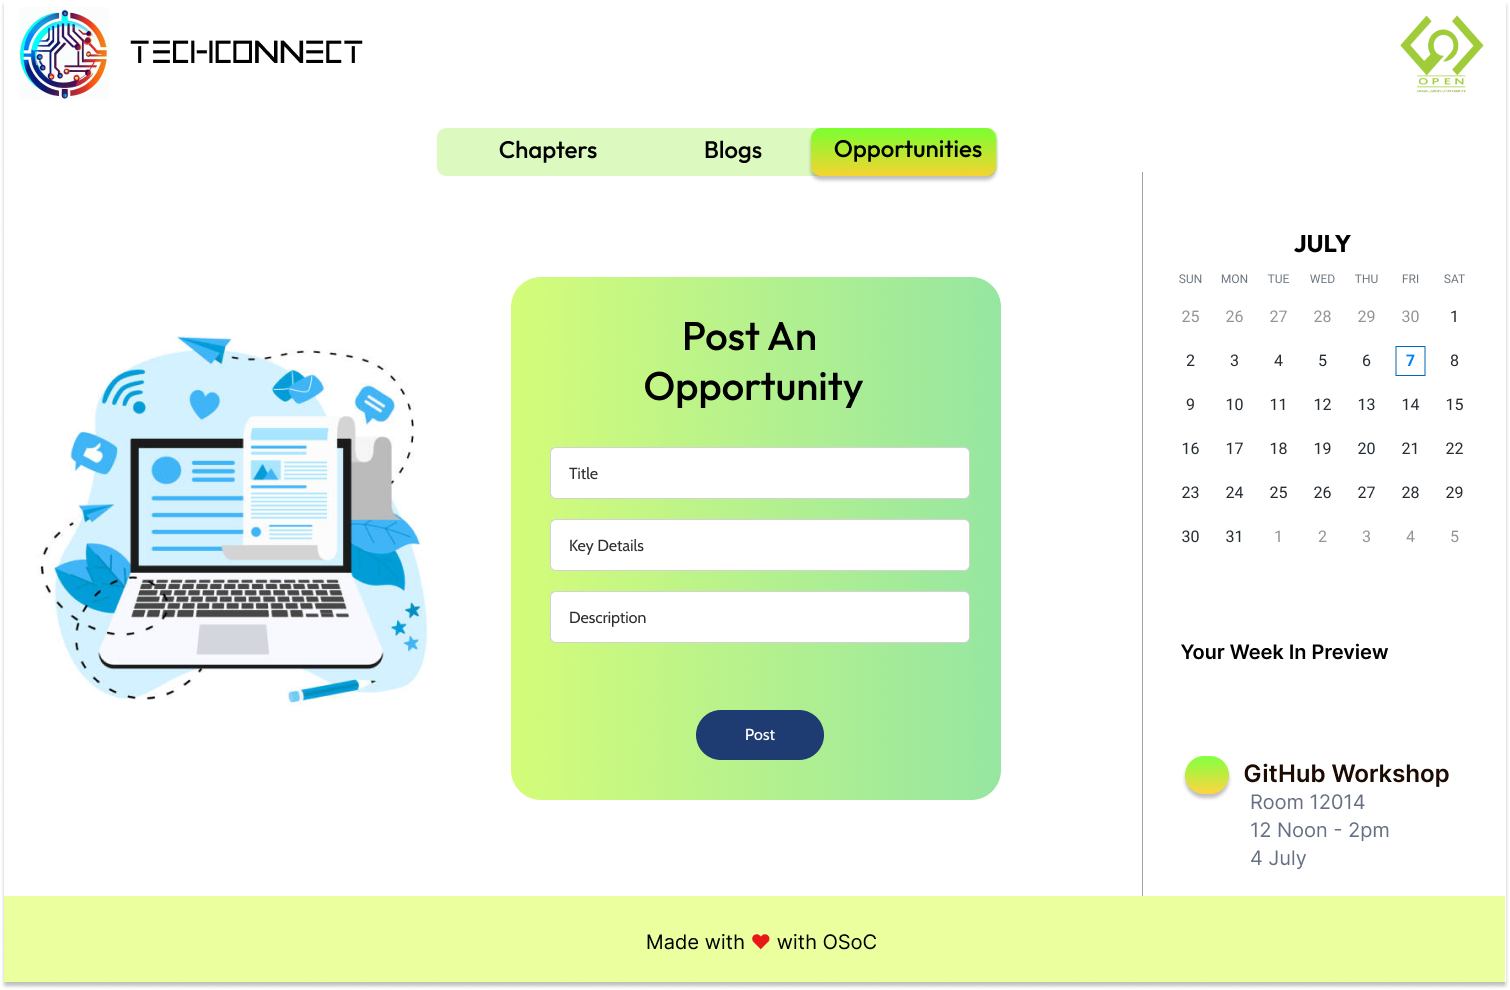 TECHCONNECT
OPEN
Chapters Blogs Opportunities
Post An
Opportunity
Title
Key Details
Description
Post
JULY
SUN MON TUE WED THU FRI SAT
25 26 27 28 29 30 1
2 3 4 5 6 7 8
9 10 11 12 13 14 15
16 17 18 19 20 21 22
23 24 25 26 27 28 29
30 31 1 2 3 4 5
Your Week In Preview
GitHub Workshop
Room 12014
12 Noon - 2pm
4 July
Made with ❤ with OSoC